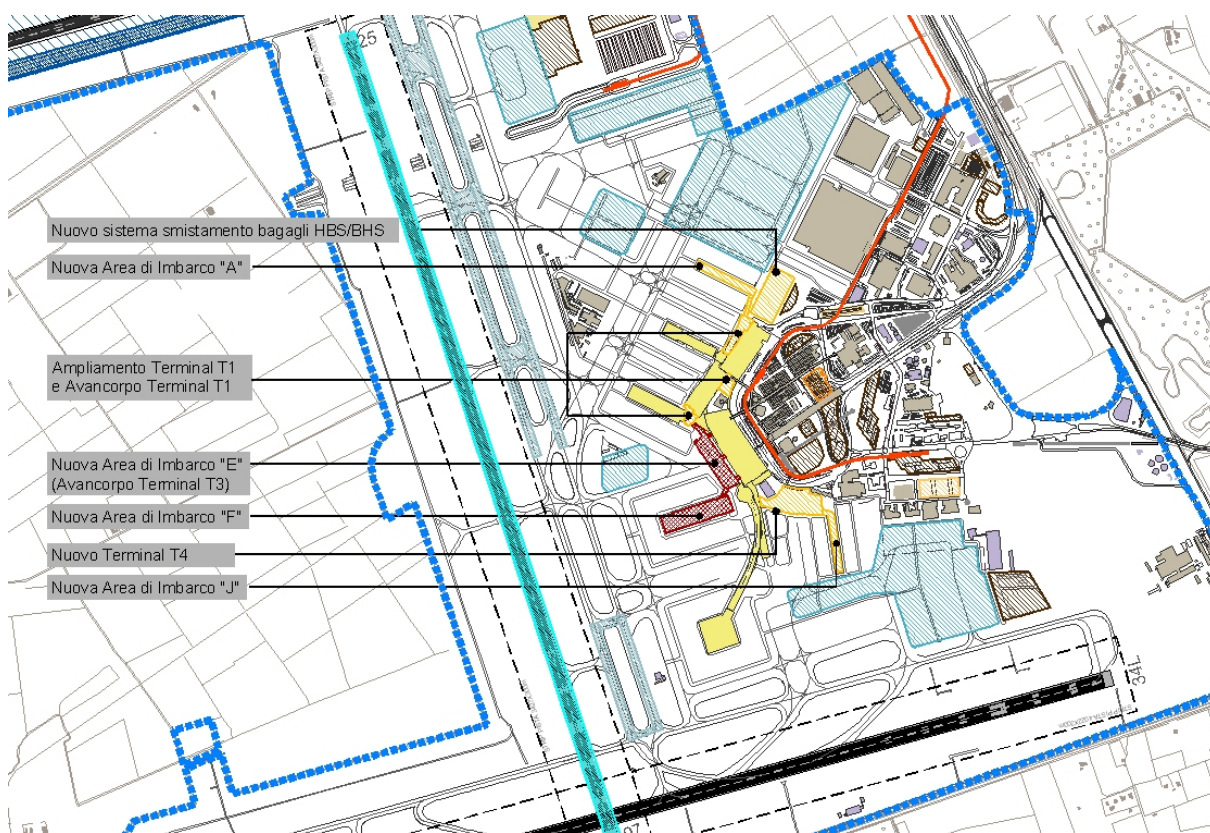 25
Nuovo sistema smistamento bagagli HBS/BHS
Nuova Area di Imbarco "A"
Ampliamento Terminal T1
e Avancorpo Terminal T1
Nuova Area di Imbarco "E"
(Avancorpo Terminal T3)
Nuova Area di Imbarco "F"
Nuovo Terminal T4
Nuova Area di Imbarco "J"
34L
07